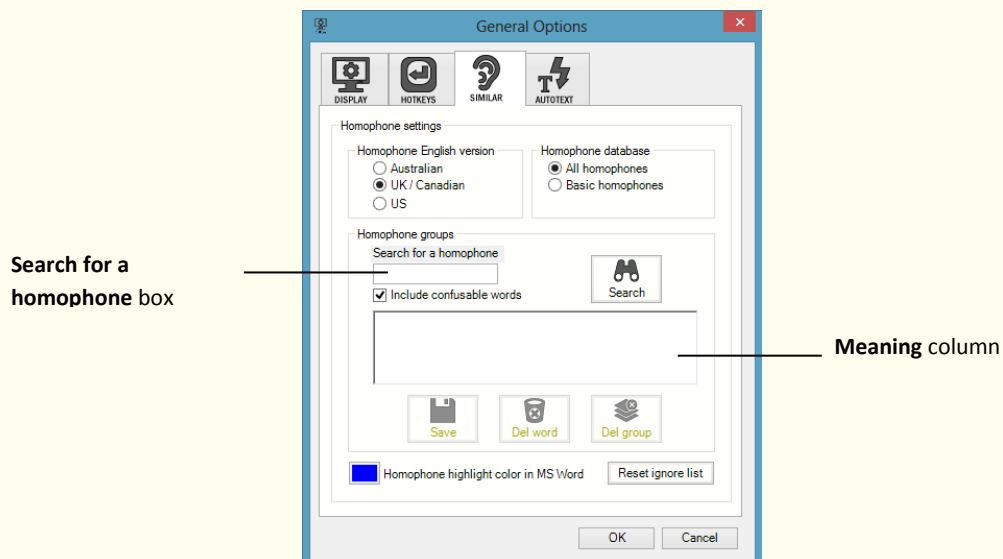 General Options
DISPLAY HOTKEYS SIMILAR AUTOTEXT
Homophone settings
Homophone English version
Australian
UK / Canadian
US
Homophone database
All homophones
Basic homophones
Homophone groups
Search for a homophone
Search for a
homophone box
Include confusable words
Search
Meaning column
Save Del word Del group
Homophone highlight color in MS Word Reset ignore list
OK Cancel